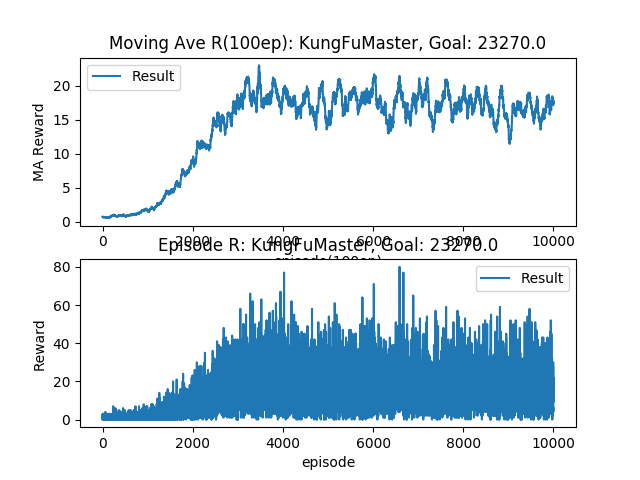 Moving Ave R(100ep): KungFuMaster, Goal: 23270.0
Result
MA Reward
20
15
10
5
0
0 2000 4000 6000 8000 10000
episode(100ep)
Episode R: KungFuMaster, Goal: 23270.0
Result
Reward
80
60
40
20
0
0 2000 4000 6000 8000 10000
episode